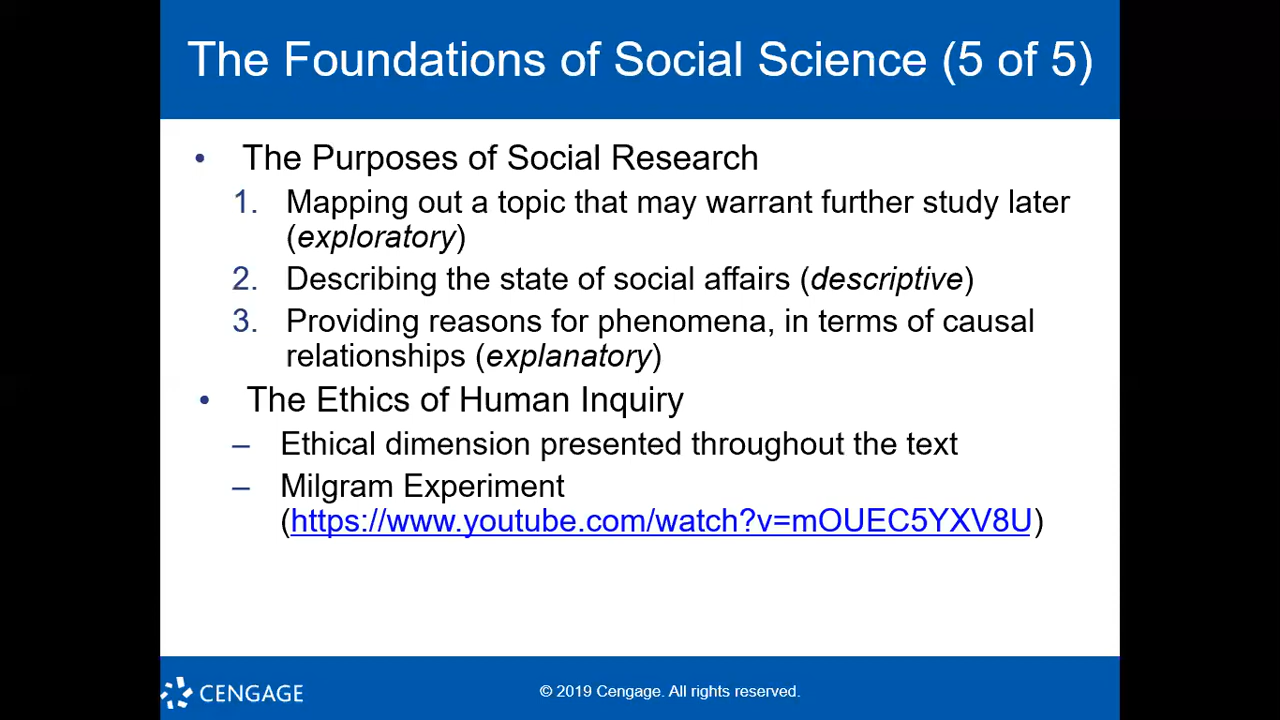 The Foundations of Social Science (5 of 5)
• The Purposes of Social Research
1. Mapping out a topic that may warrant further study later
(exploratory)
2. Describing the state of social affairs (descriptive)
3. Providing reasons for phenomena, in terms of causal
relationships (explanatory)
• The Ethics of Human Inquiry
– Ethical dimension presented throughout the text
– Milgram Experiment
(https://www.youtube.com/watch?v=mOUEC5YXV8U)
CENGAGE
© 2019 Cengage. All rights reserved.